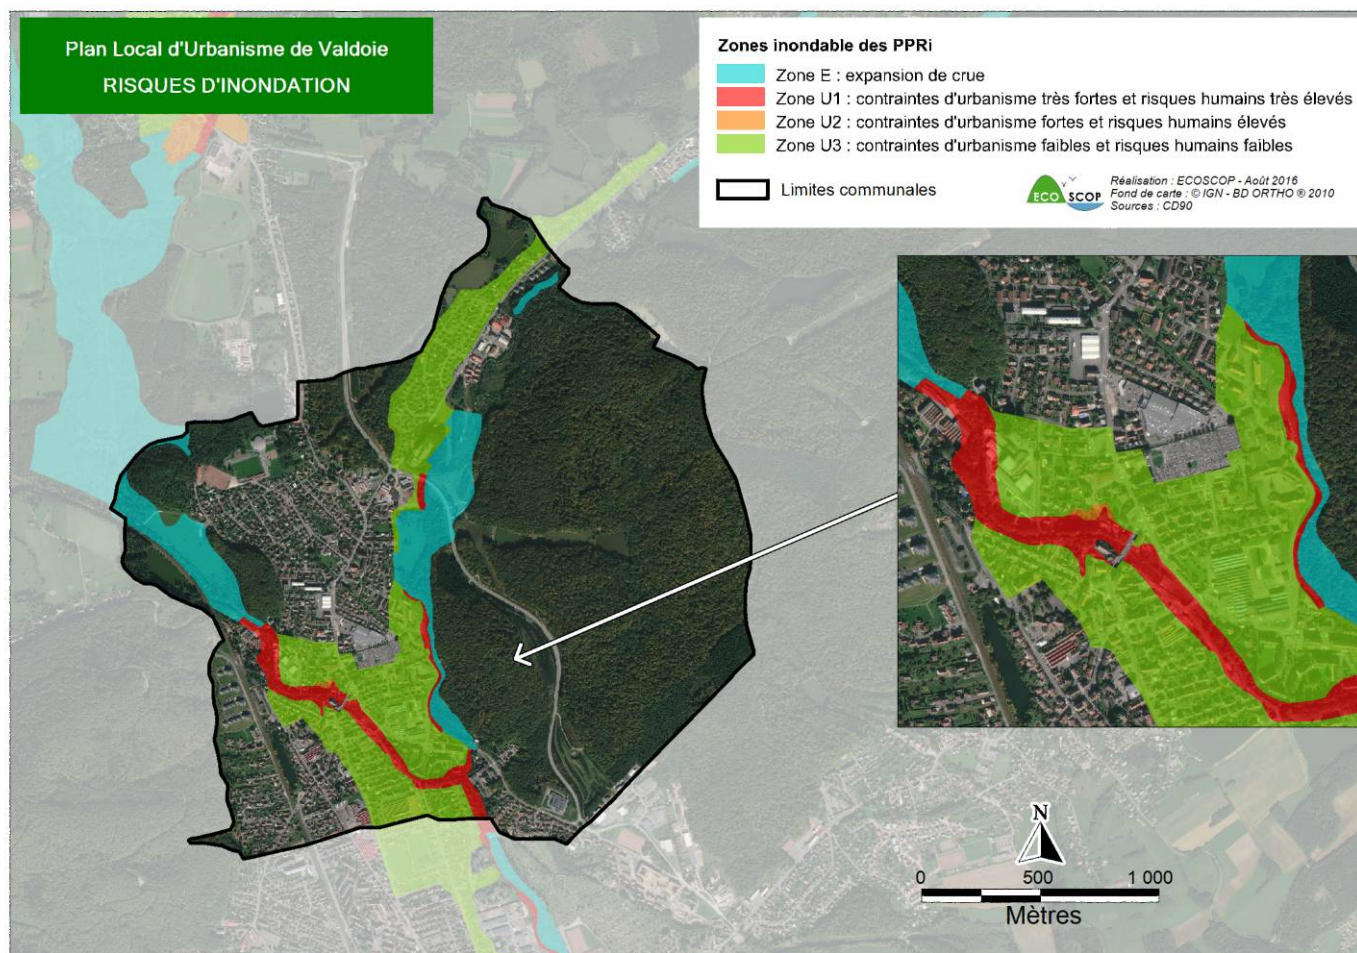 Plan Local d'Urbanisme de Valdoie
RISQUES D'INONDATION
Zones inondable des PPRi
Zone E : expansion de crue
Zone U1 : contraintes d'urbanisme très fortes et risques humains très élevés
Zone U2 : contraintes d'urbanisme fortes et risques humains élevés
Zone U3 : contraintes d'urbanisme faibles et risques humains faibles
Limites communales
ECO SCOP
Réalisation : ECOSCOP - Août 2016
Fond de carte : © IGN - BD ORTHO ® 2010
Sources : CD90
N
0 500 1 000
Mètres